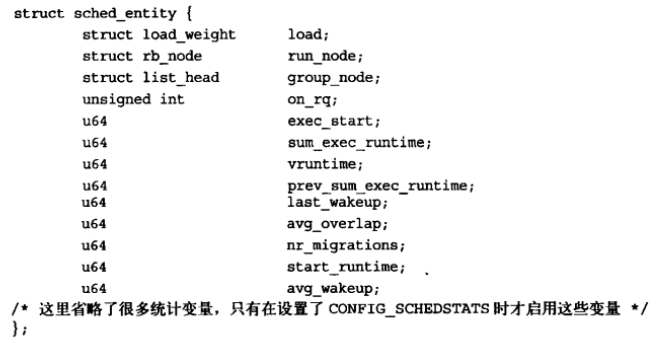 struct sched_entity {
struct load_weight load;
struct rb_node run_node;
struct list_head group_node;
unsigned int on_rq;
u64 exec_start;
u64 sum_exec_runtime;
u64 vruntime;
u64 prev_sum_exec_runtime;
u64 last_wakeup;
u64 avg_overlap;
u64 nr_migrations;
u64 start_runtime;
u64 avg_wakeup;
/* 这里省略了很多统计变量，只有在设置了 CONFIG_SCHEDSTATS 时才启用这些变量 */
};